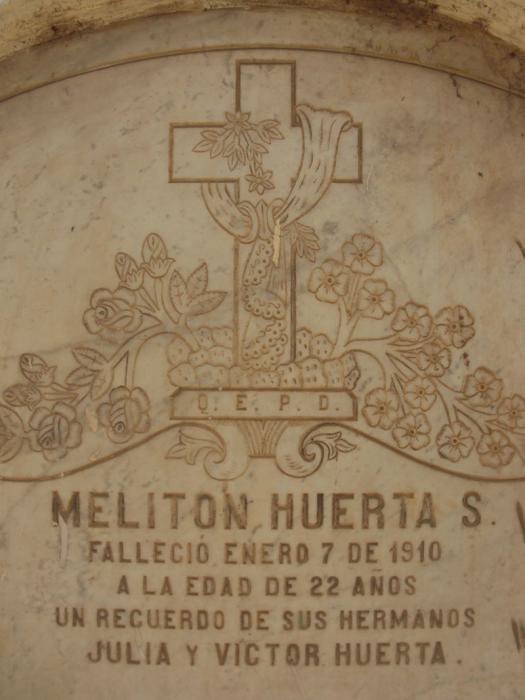 Q. E. P. D.
MELITON HUERTA S.
FALLECIO ENERO 7 DE 1910
A LA EDAD DE 22 AÑOS
UN RECUERDO DE SUS HERMANOS
JULIA Y VICTOR HUERTA.